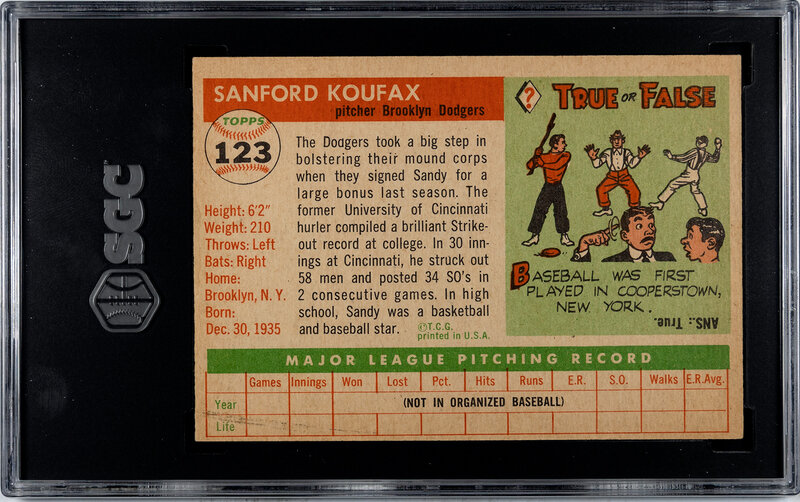 SGC
SANFORD KOUFAX
pitcher Brooklyn Dodgers
TOPPS
123
Height: 6'2"
Weight: 210
Throws: Left
Bats: Right
Home:
Brooklyn, N. Y.
Born:
Dec. 30, 1935
The Dodgers took a big step in
bolstering their mound corps
when they signed Sandy for a
large bonus last season. The
former University of Cincinnati
hurler compiled a brilliant Strike-
out record at college. In 30 inn-
ings at Cincinnati, he struck out
58 men and posted 34 SO's in
2 consecutive games. In high
school, Sandy was a basketball
and baseball star.
©T.C.G.
printed in U.S.A.
? TRUE OR FALSE
BASEBALL WAS FIRST
PLAYED IN COOPERSTOWN,
NEW YORK.
ANS.: True.
MAJOR LEAGUE PITCHING RECORD
Games Innings Won Lost Pct. Hits Runs E.R. S.O. Walks E.R.Avg.
Year (NOT IN ORGANIZED BASEBALL)
Life